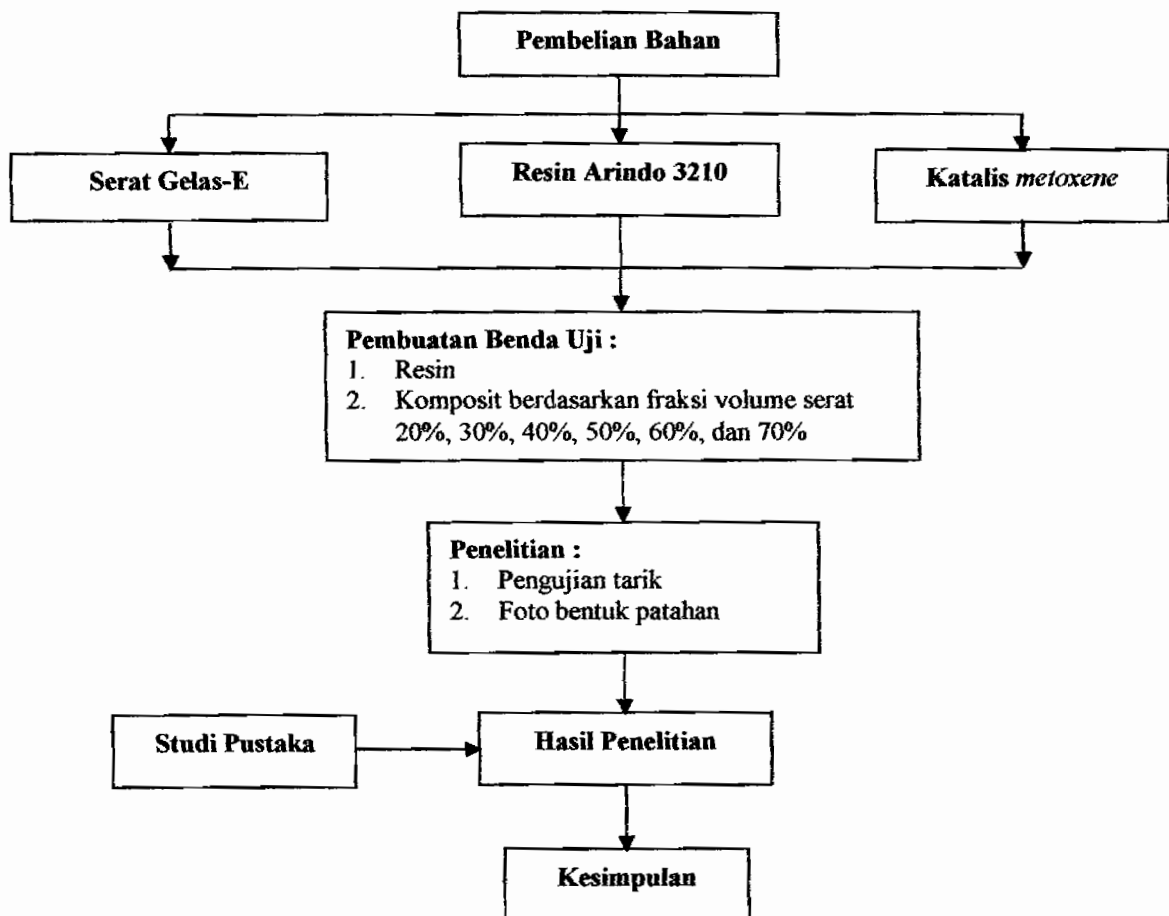 Pembelian Bahan
Serat Gelas-E
Resin Arindo 3210
Katalis metoxene
Pembuatan Benda Uji :
1. Resin
2. Komposit berdasarkan fraksi volume serat
20%, 30%, 40%, 50%, 60%, dan 70%
Penelitian :
1. Pengujian tarik
2. Foto bentuk patahan
Studi Pustaka
Hasil Penelitian
Kesimpulan